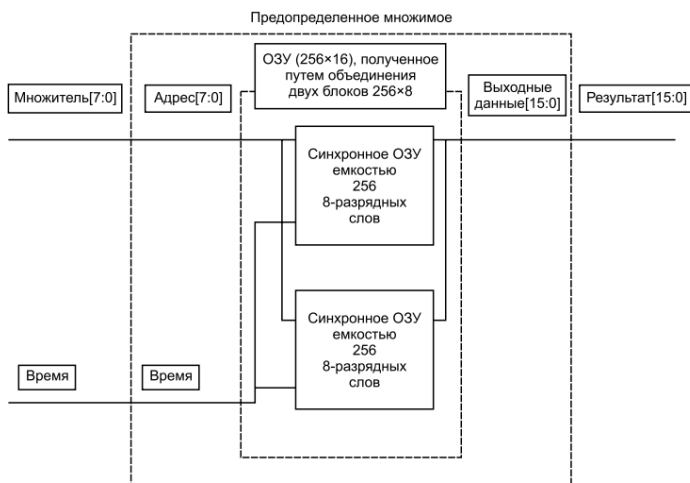 Предопределенное множимое
ОЗУ (256×16), полученное
путем объединения
двух блоков 256×8
Множитель[7:0]
Адрес[7:0]
Выходные
данные[15:0]
Результат[15:0]
Синхронное ОЗУ
емкостью
256
8-разрядных
слов
Синхронное ОЗУ
емкостью
256
8-разрядных
слов
Время
Время